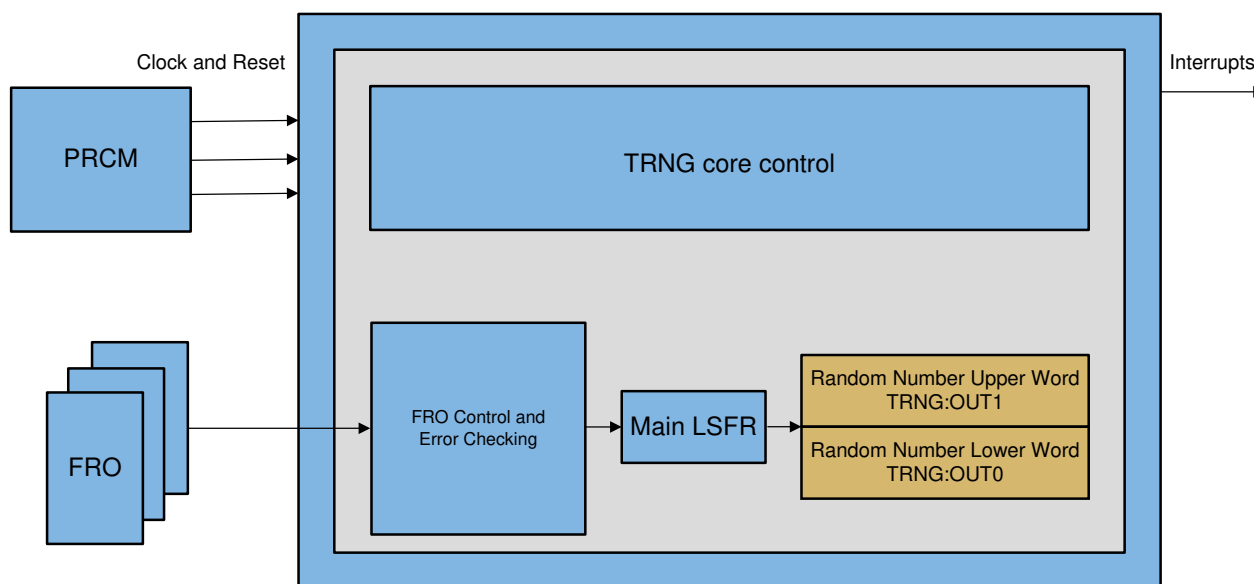 Clock and Reset
Interrupts
PRCM
TRNG core control
FRO
FRO Control and
Error Checking
Main LSFR
Random Number Upper Word
TRNG:OUT1
Random Number Lower Word
TRNG:OUT0